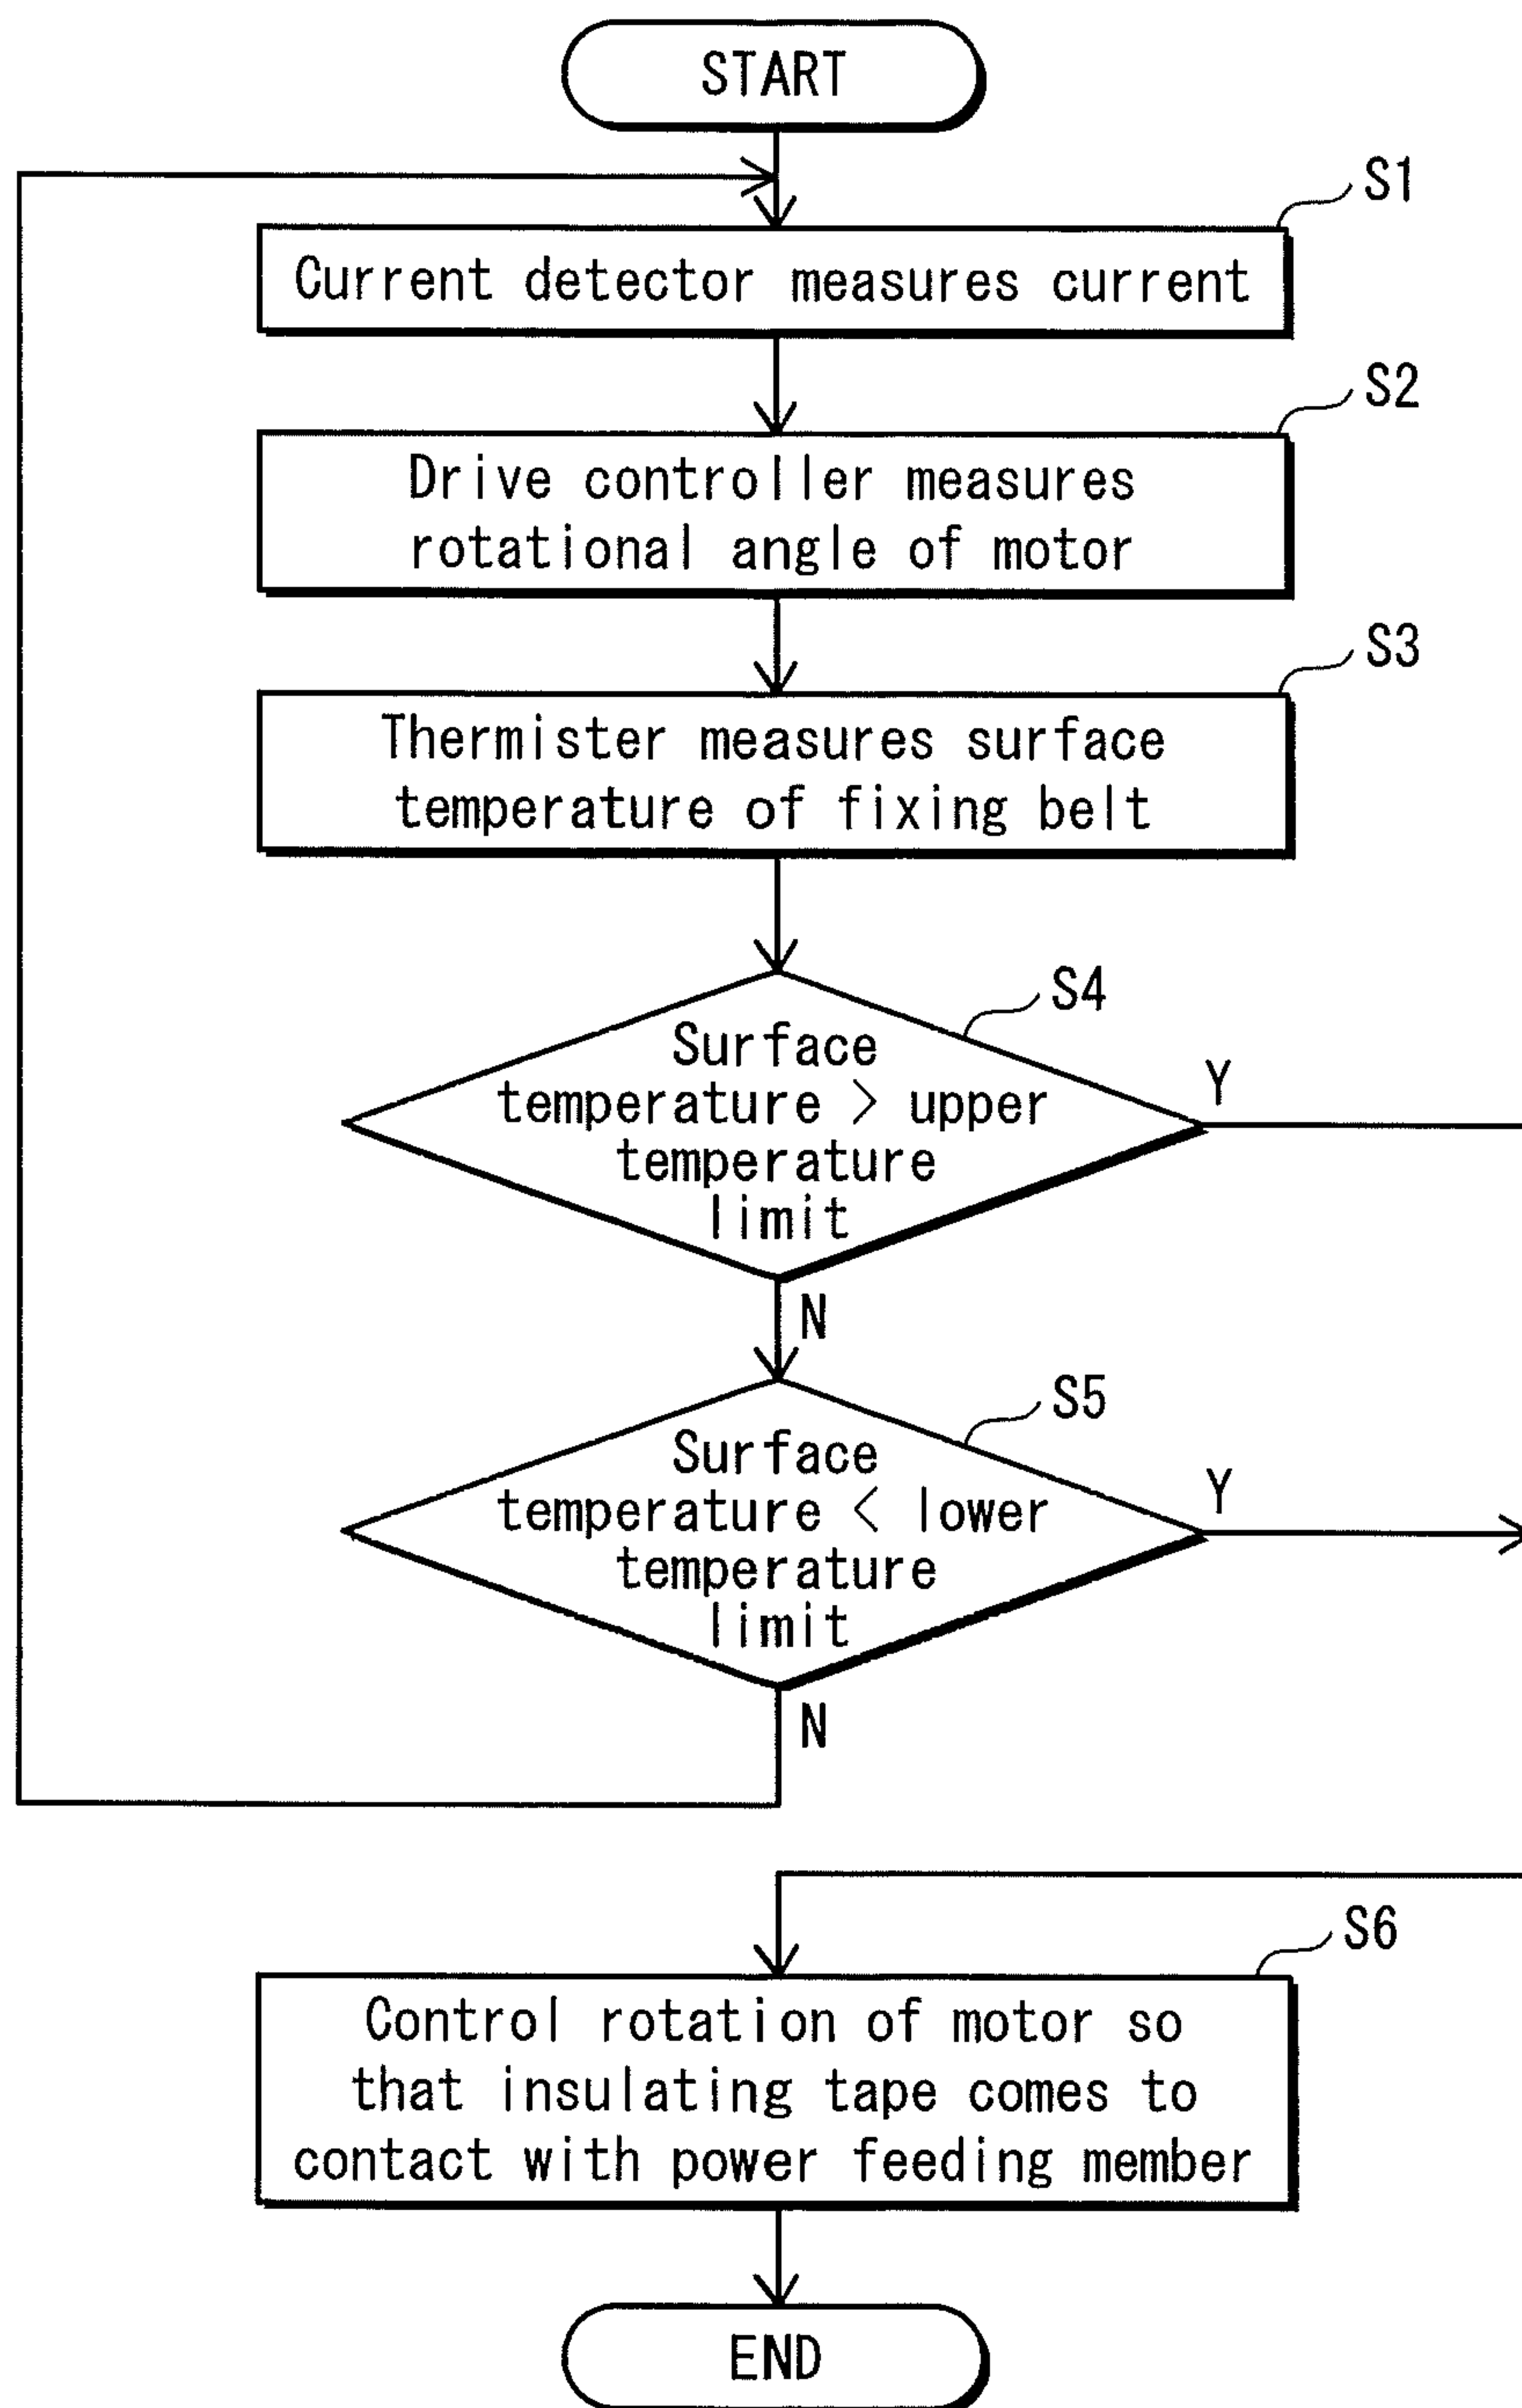 START
S1
Current detector measures current
S2
Drive controller measures
rotational angle of motor
S3
Thermister measures surface
temperature of fixing belt
S4
Surface
temperature > upper
temperature
limit
Y
N
S5
Surface
temperature < lower
temperature
limit
Y
N
S6
Control rotation of motor so
that insulating tape comes to
contact with power feeding member
END